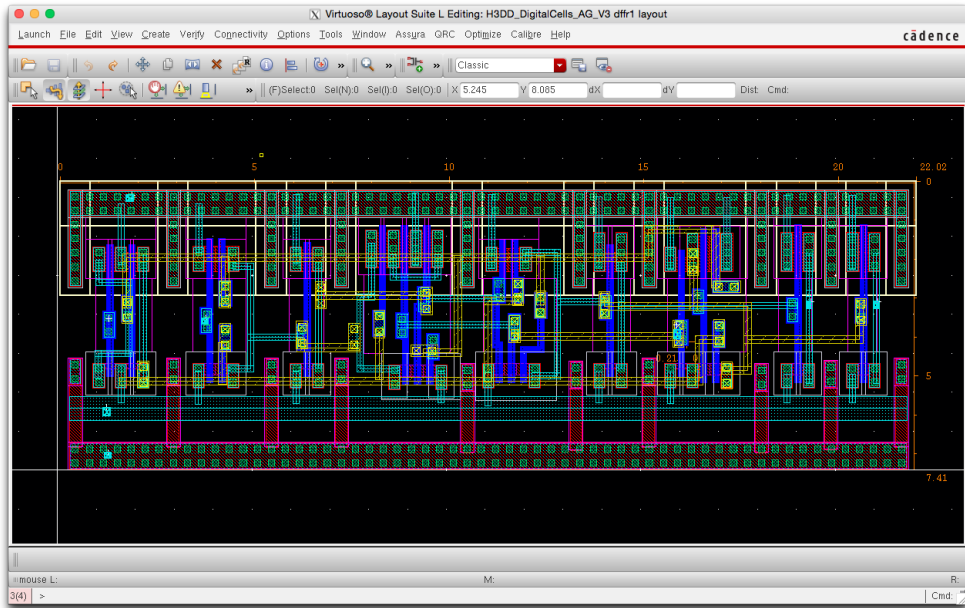 Virtuoso® Layout Suite L Editing: H3DD_DigitalCells_AG_V3 dffr1 layout
Launch File Edit View Create Verify Connectivity Options Tools Window Assura QRC Optimize Calibre Help
cādence
» » » Classic
» (F)Select:0 Sel(N):0 Sel(I):0 Sel(O):0 X 5.245 Y 8.085 dX dY Dist: Cmd:
0 5 10 15 20 22.02
0
0.21
5
7.41
mouse L: M: R:
3(4) > Cmd: